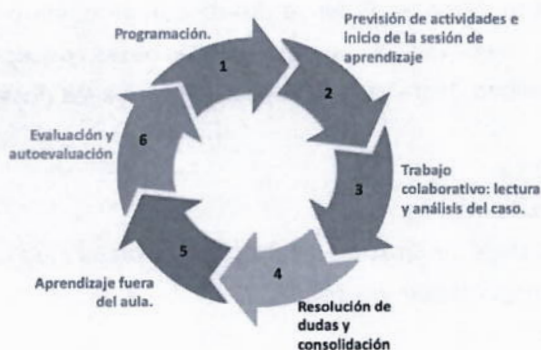 Programación.
1
Previsión de actividades e
inicio de la sesión de
aprendizaje
2
Trabajo
colaborativo: lectura
y análisis del caso.
3
4
Resolución de
dudas y
consolidación
5
Aprendizaje fuera
del aula.
6
Evaluación y
autoevaluación